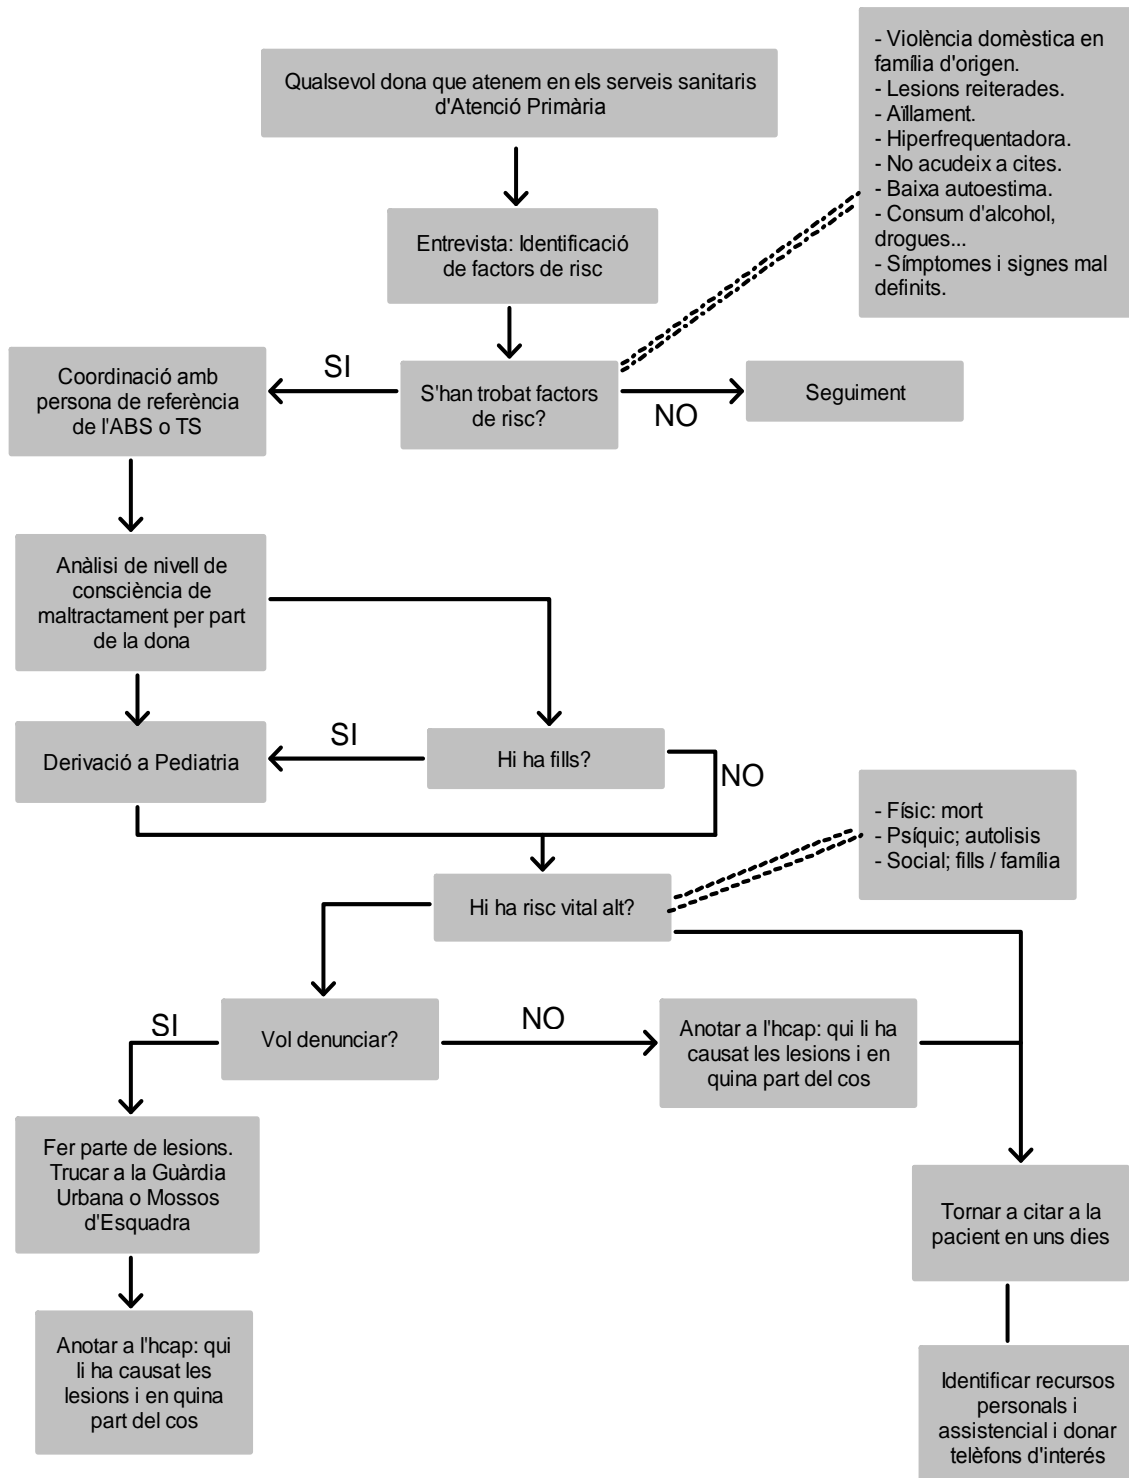 Qualsevol dona que atenem en els serveis sanitaris
d'Atenció Primària
- Violència domèstica en
família d'origen.
- Lesions reiterades.
- Aïllament.
- Hiperfrequentadora.
- No acudeix a cites.
- Baixa autoestima.
- Consum d'alcohol,
drogues...
- Símptomes i signes mal
definits.
Entrevista: Identificació
de factors de risc
S'han trobat factors
de risc?
SI
NO
Coordinació amb
persona de referència
de l'ABS o TS
Seguiment
Anàlisi de nivell de
consciència de
maltractament per part
de la dona
Derivació a Pediatria
SI
Hi ha fills?
NO
- Físic: mort
- Psíquic; autolisis
- Social; fills / família
Hi ha risc vital alt?
SI
Vol denunciar?
NO
Anotar a l'hcap: qui li ha
causat les lesions i en
quina part del cos
Fer parte de lesions.
Trucar a la Guàrdia
Urbana o Mossos
d'Esquadra
Tornar a citar a la
pacient en uns dies
Anotar a l'hcap: qui
li ha causat les
lesions i en quina
part del cos
Identificar recursos
personals i
assistencial i donar
telèfons d'interés